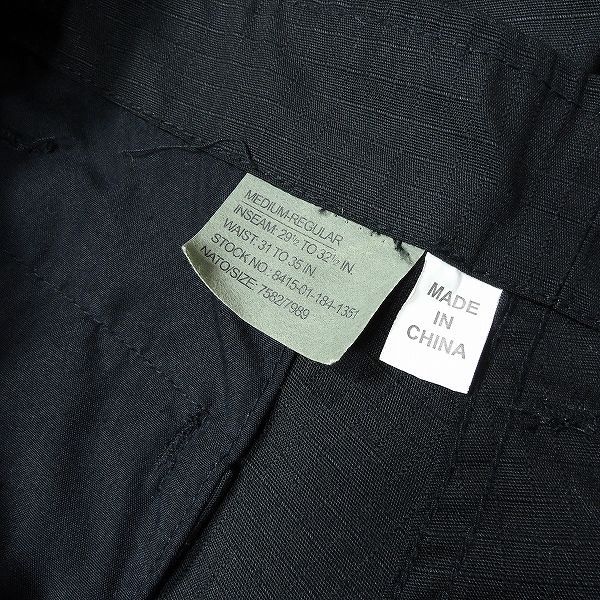 MEDIUM-REGULAR
INSEAM: 29½ TO 32½ IN.
WAIST: 31 TO 35 IN.
STOCK NO.: 8415-01-184-1351
NATO/SIZE: 7582/7989
MADE
IN
CHINA